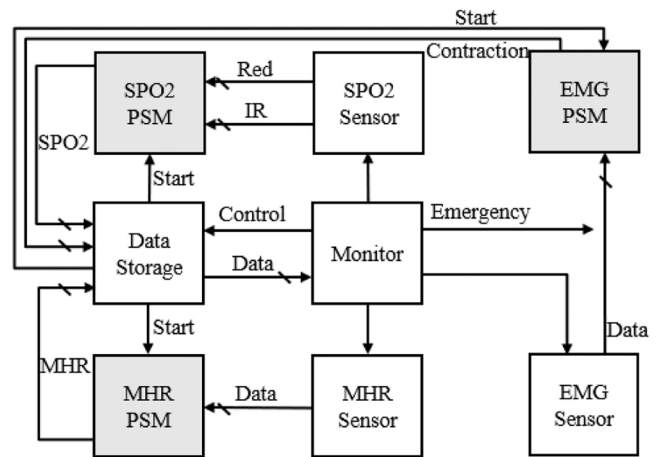 Start
Contraction
SPO2
PSM
Red
IR
SPO2
Sensor
EMG
PSM
SPO2
Start
Data
Storage
Control
Data
Monitor
Emergency
Start
MHR
MHR
PSM
Data
MHR
Sensor
Data
EMG
Sensor